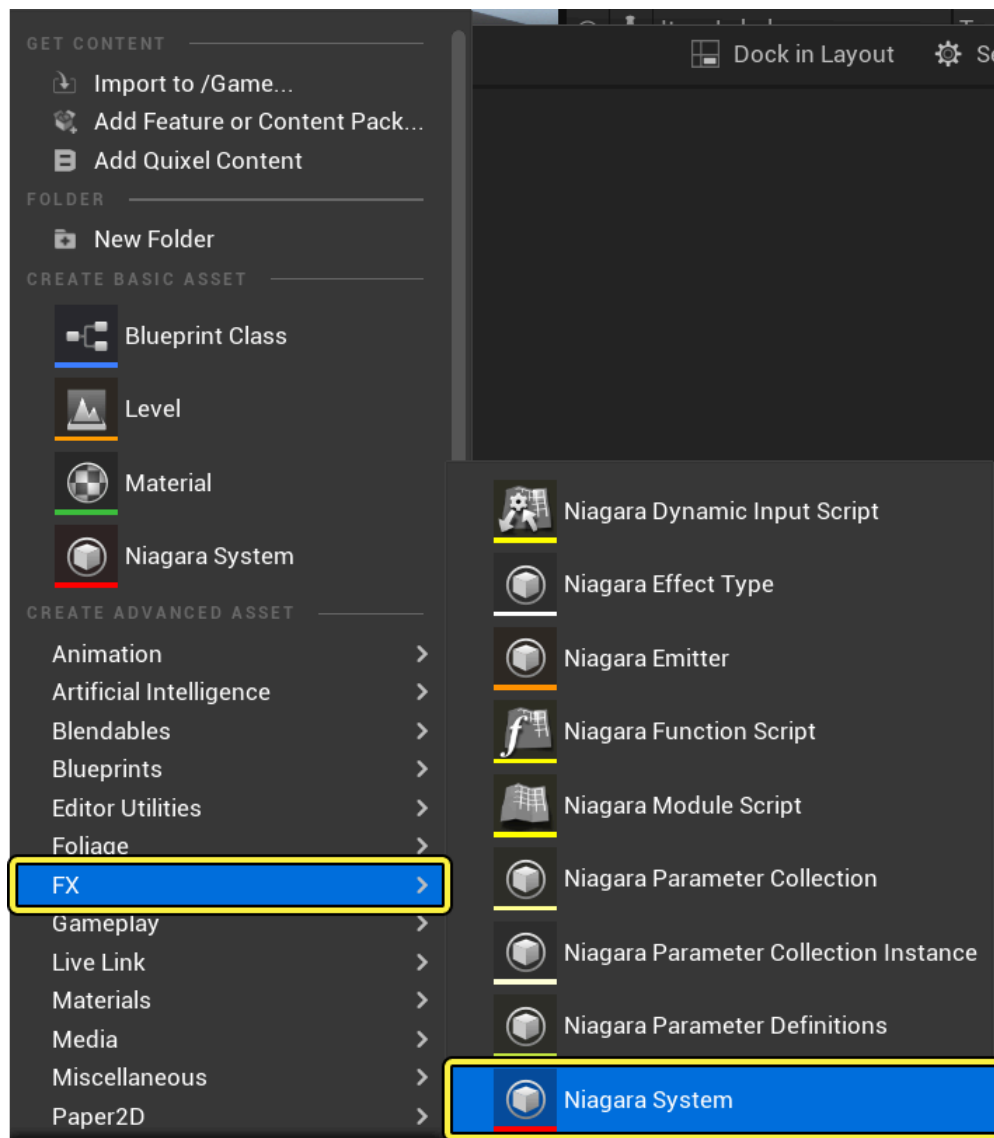 GET CONTENT
Import to /Game...
Add Feature or Content Pack...
Add Quixel Content
FOLDER
New Folder
CREATE BASIC ASSET
Blueprint Class
Level
Material
Niagara System
CREATE ADVANCED ASSET
Animation
Artificial Intelligence
Blendables
Blueprints
Editor Utilities
Foliage
FX
Gameplay
Live Link
Materials
Media
Miscellaneous
Paper2D
Dock in Layout
Niagara Dynamic Input Script
Niagara Effect Type
Niagara Emitter
Niagara Function Script
Niagara Module Script
Niagara Parameter Collection
Niagara Parameter Collection Instance
Niagara Parameter Definitions
Niagara System